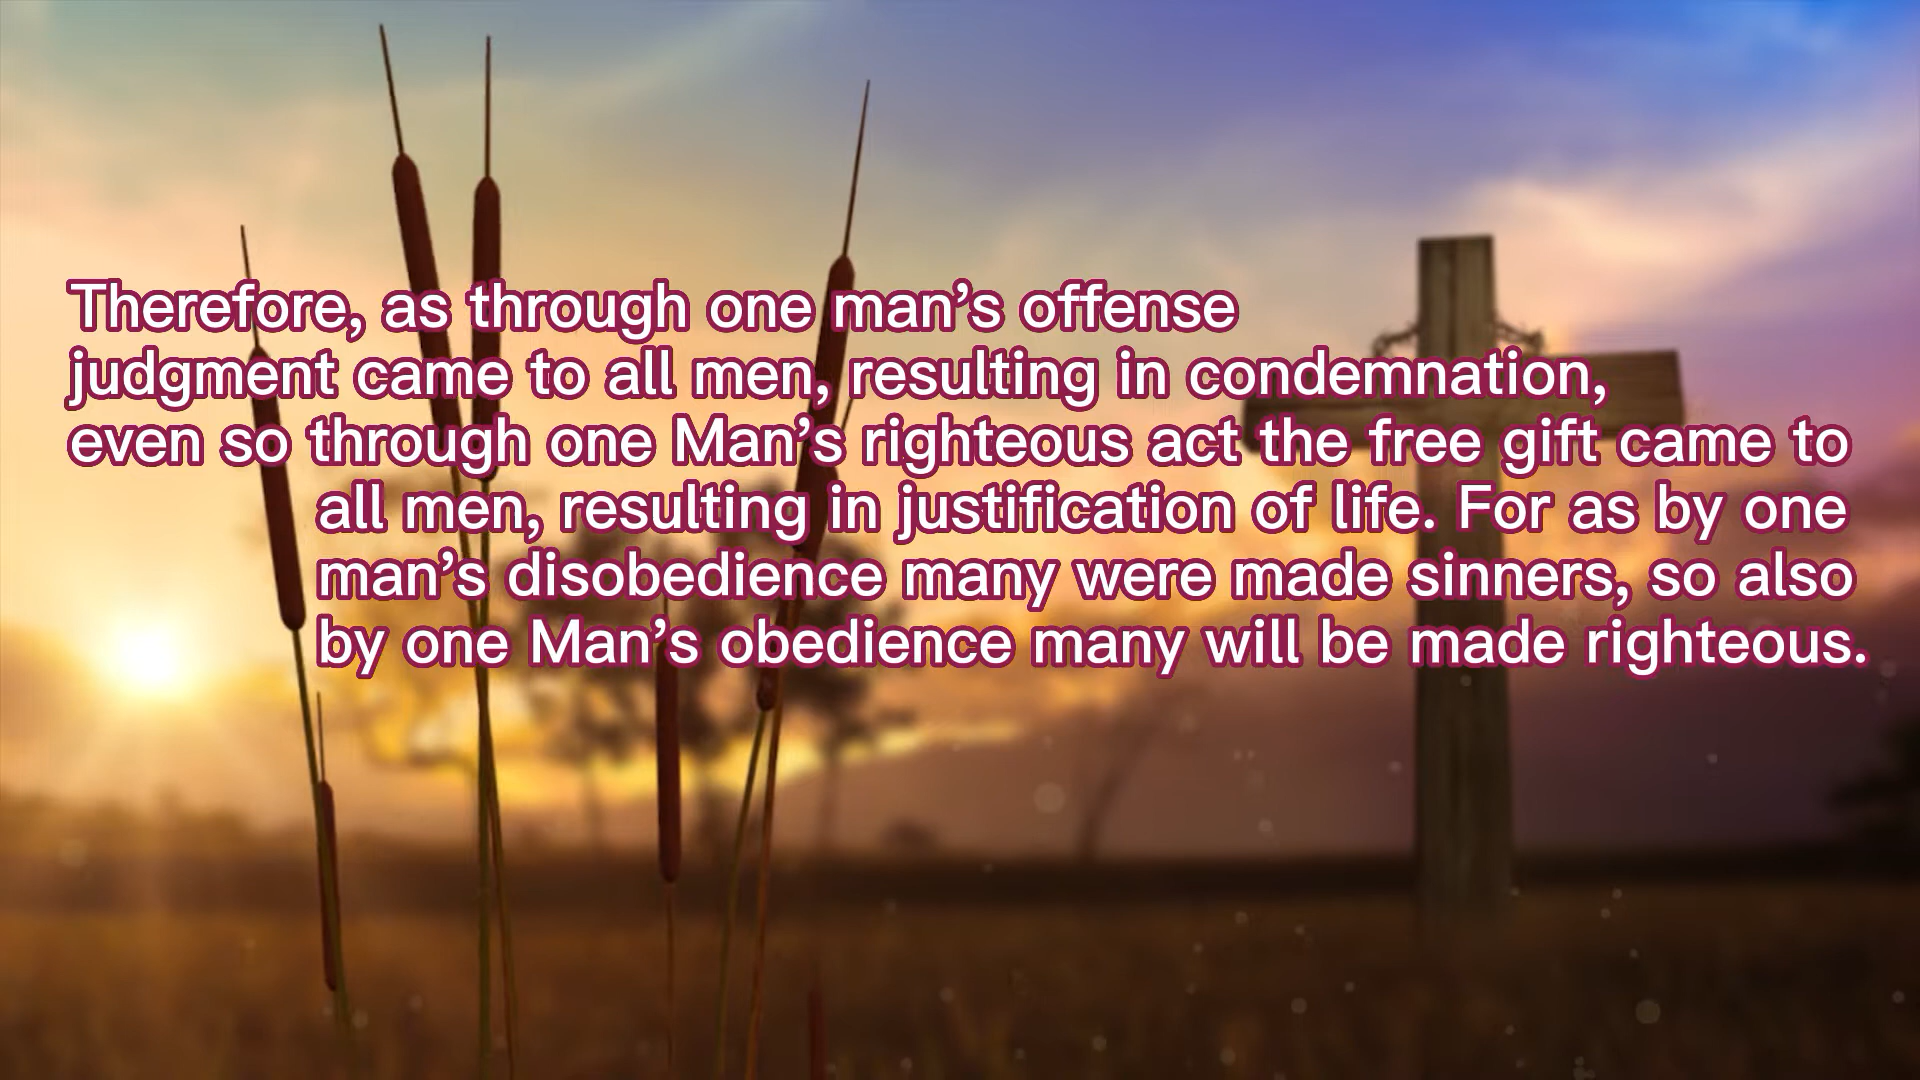 Therefore, as through one man’s offense
judgment came to all men, resulting in condemnation,
even so through one Man’s righteous act the free gift came to
all men, resulting in justification of life. For as by one
man’s disobedience many were made sinners, so also
by one Man’s obedience many will be made righteous.